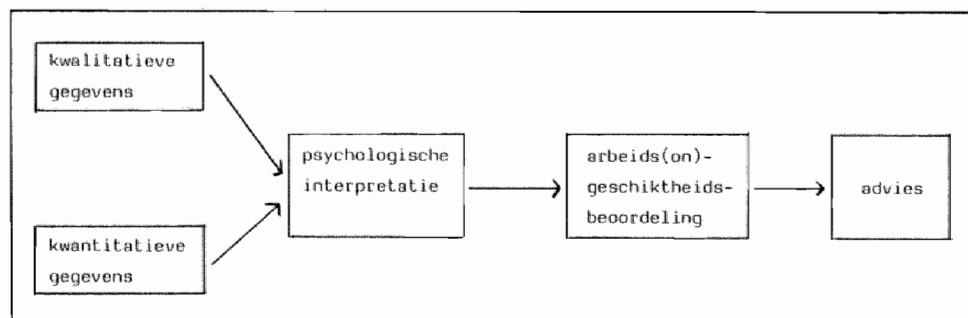 kwalitatieve
gegevens
kwantitatieve
gegevens
psychologische
interpretatie
arbeids(on)-
geschiktheids-
beoordeling
advies